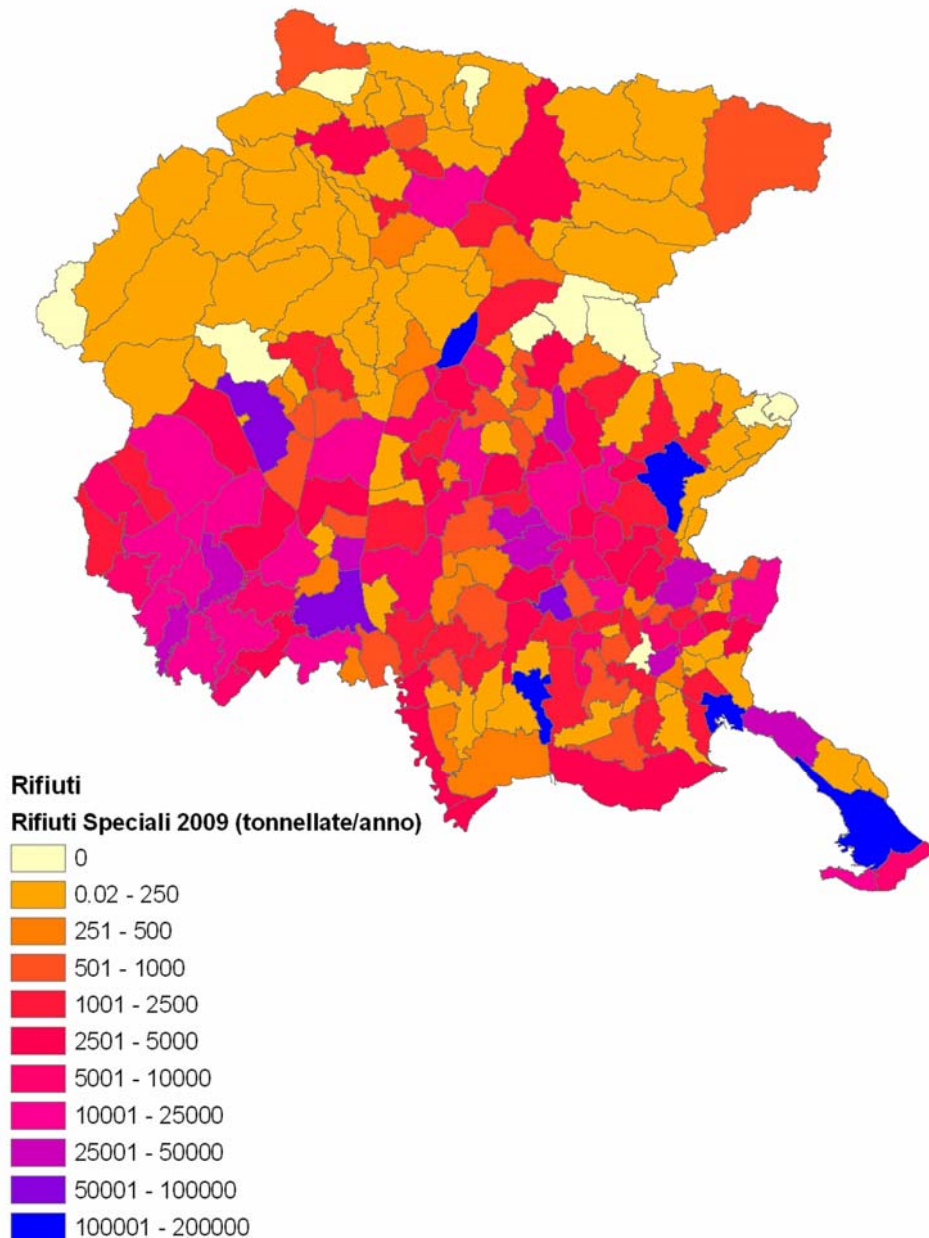 Rifiuti
Rifiuti Speciali 2009 (tonnellate/anno)
0
0.02 - 250
251 - 500
501 - 1000
1001 - 2500
2501 - 5000
5001 - 10000
10001 - 25000
25001 - 50000
50001 - 100000
100001 - 200000